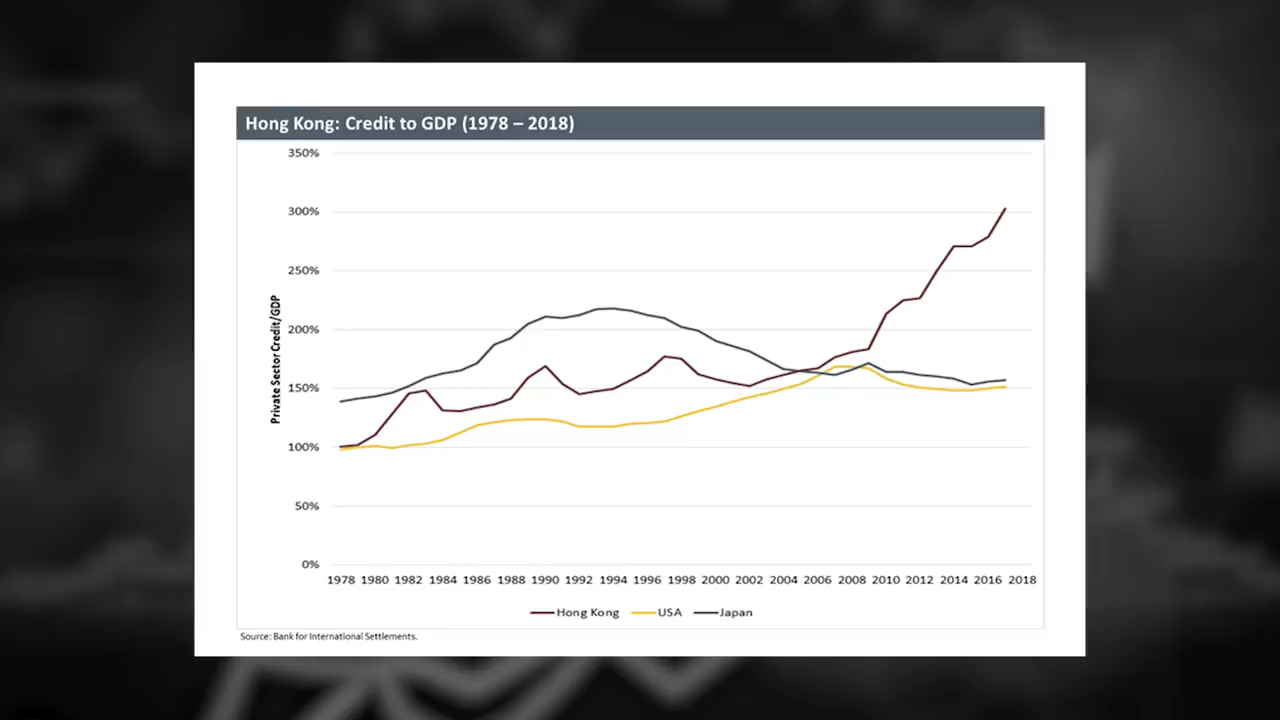 Hong Kong: Credit to GDP (1978 – 2018)
350%
300%
250%
200%
150%
100%
50%
0%
Private Sector Credit/GDP
1978 1980 1982 1984 1986 1988 1990 1992 1994 1996 1998 2000 2002 2004 2006 2008 2010 2012 2014 2016 2018
Hong Kong USA Japan
Source: Bank for International Settlements.